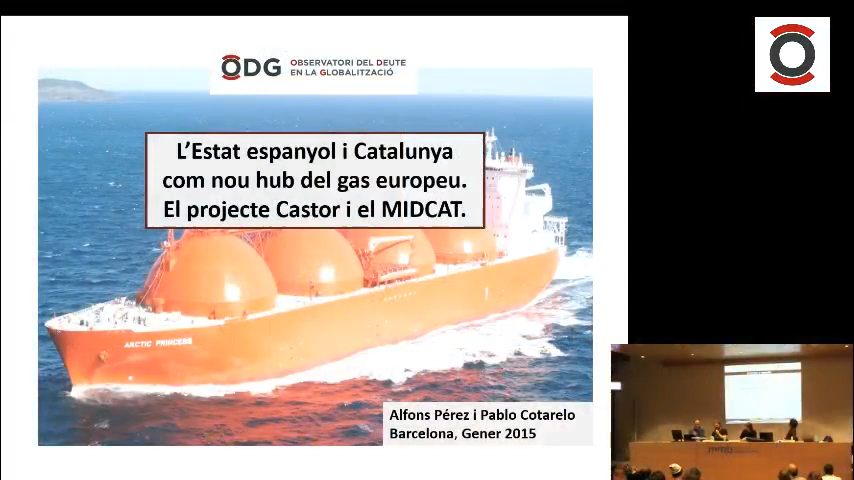 ODG
OBSERVATORI DEL DEUTE
EN LA GLOBALITZACIÓ
L'Estat espanyol i Catalunya
com nou hub del gas europeu.
El projecte Castor i el MIDCAT.
ARCTIC PRINCESS
Alfons Pérez i Pablo Cotarelo
Barcelona, Gener 2015